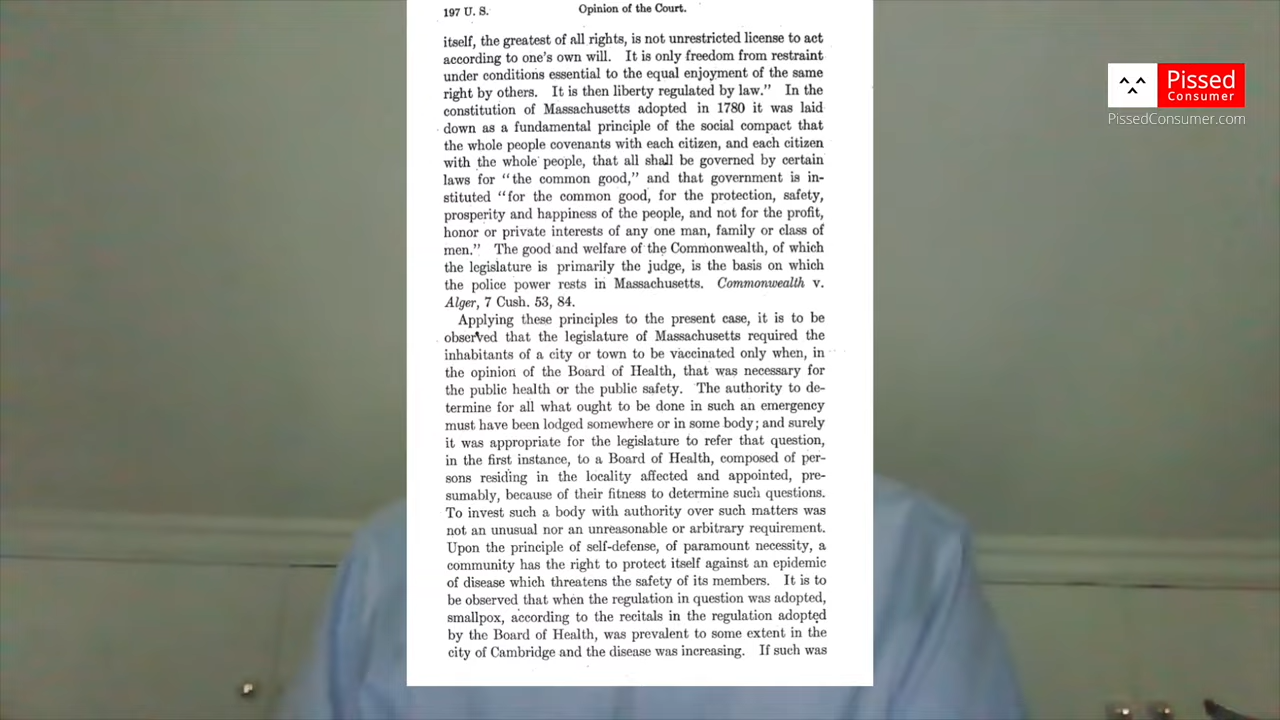 197 U. S.
Opinion of the Court.
itself, the greatest of all rights, is not unrestricted license to act
according to one's own will. It is only freedom from restraint
under conditions essential to the equal enjoyment of the same
right by others. It is then liberty regulated by law." In the
constitution of Massachusetts adopted in 1780 it was laid
down as a fundamental principle of the social compact that
the whole people covenants with each citizen, and each citizen
with the whole people, that all shall be governed by certain
laws for "the common good," and that government is in-
stituted "for the common good, for the protection, safety,
prosperity and happiness of the people, and not for the profit,
honor or private interests of any one man, family or class of
men." The good and welfare of the Commonwealth, of which
the legislature is primarily the judge, is the basis on which
the police power rests in Massachusetts. Commonwealth v.
Alger, 7 Cush. 53, 84.
Applying these principles to the present case, it is to be
observed that the legislature of Massachusetts required the
inhabitants of a city or town to be vaccinated only when, in
the opinion of the Board of Health, that was necessary for
the public health or the public safety. The authority to de-
termine for all what ought to be done in such an emergency
must have been lodged somewhere or in some body; and surely
it was appropriate for the legislature to refer that question,
in the first instance, to a Board of Health, composed of per-
sons residing in the locality affected and appointed, pre-
sumably, because of their fitness to determine such questions.
To invest such a body with authority over such matters was
not an unusual nor an unreasonable or arbitrary requirement.
Upon the principle of self-defense, of paramount necessity, a
community has the right to protect itself against an epidemic
of disease which threatens the safety of its members. It is to
be observed that when the regulation in question was adopted,
smallpox, according to the recitals in the regulation adopted
by the Board of Health, was prevalent to some extent in the
city of Cambridge and the disease was increasing. If such was
Pissed
Consumer
PissedConsumer.com